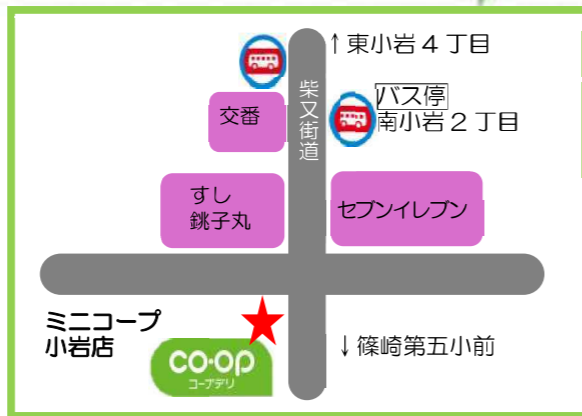 ↑東小岩4丁目
柴又街道
バス停
南小岩2丁目
交番
すし
銚子丸
セブンイレブン
ミニコープ
小岩店
CO・OP
コープデリ
↓篠崎第五小前